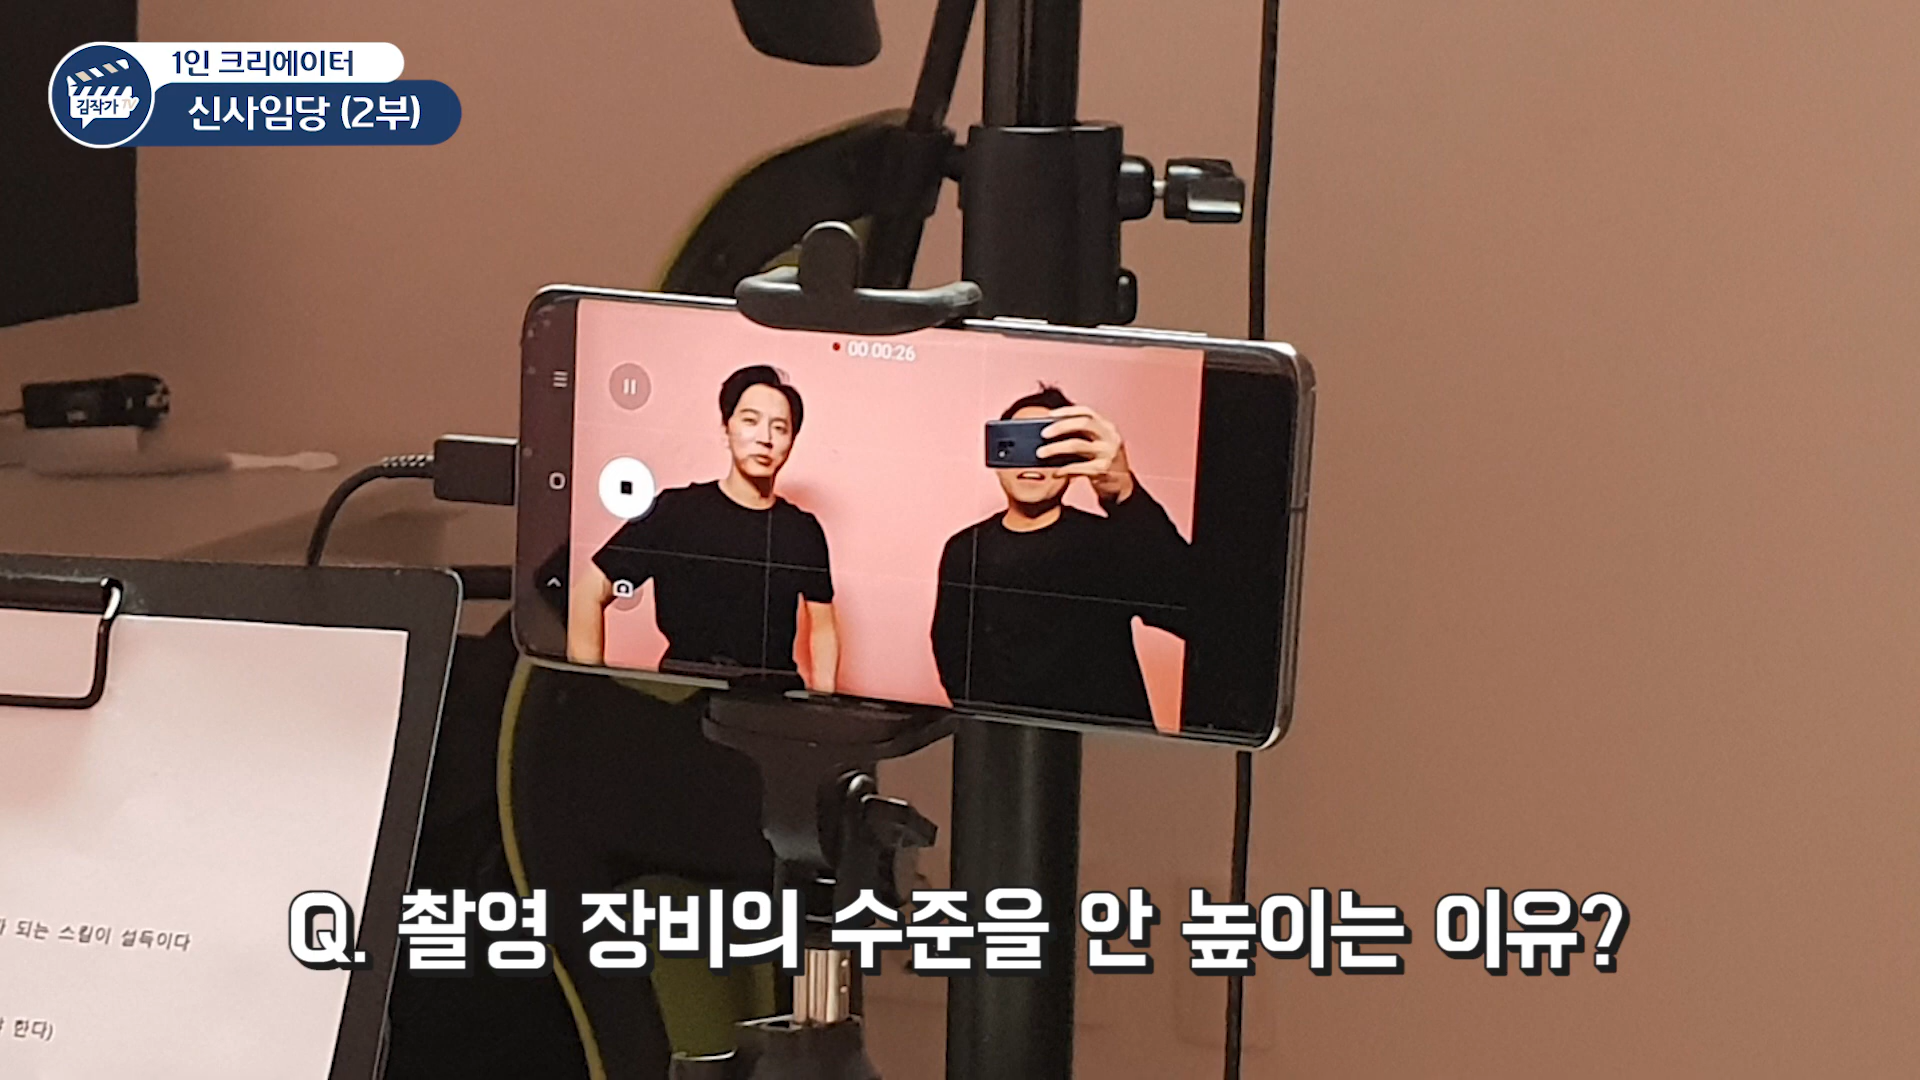 1인 크리에이터
김작가 TV
신사임당 (2부)
00:00:26
되는 스킬이 설득이다
한다)
Q. 촬영 장비의 수준을 안 높이는 이유?